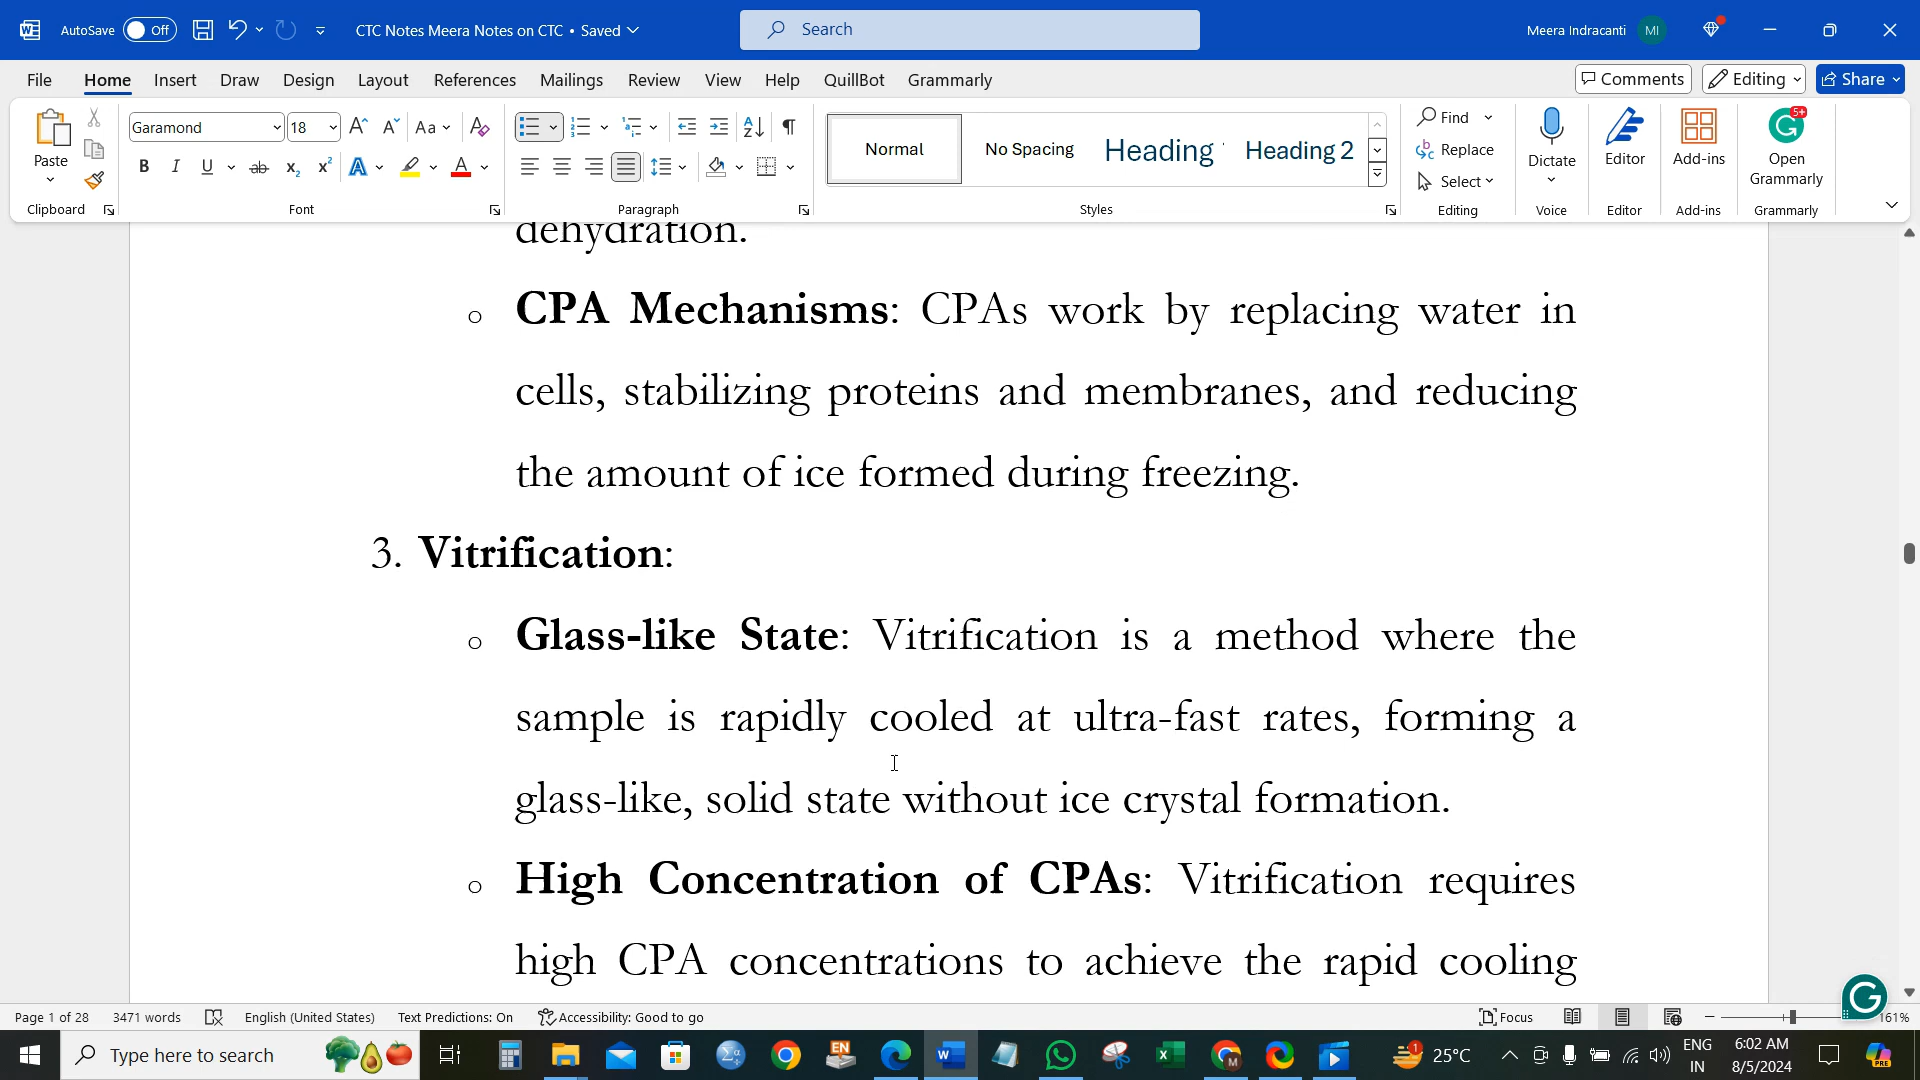 AutoSave Off CTC Notes Meera Notes on CTC • Saved Search Meera Indracanti MI
File Home Insert Draw Design Layout References Mailings Review View Help QuillBot Grammarly Comments Editing Share
Paste Garamond 18 Aa Normal No Spacing Heading Heading 2 Find Replace Select Dictate Editor Add-ins Open Grammarly 5+
Clipboard Font Paragraph Styles Editing Voice Editor Add-ins Grammarly
dehydration.
o CPA Mechanisms: CPAs work by replacing water in
cells, stabilizing proteins and membranes, and reducing
the amount of ice formed during freezing.
3. Vitrification:
o Glass-like State: Vitrification is a method where the
sample is rapidly cooled at ultra-fast rates, forming a
glass-like, solid state without ice crystal formation.
o High Concentration of CPAs: Vitrification requires
high CPA concentrations to achieve the rapid cooling
Page 1 of 28 3471 words English (United States) Text Predictions: On Accessibility: Good to go Focus 161%
Type here to search EN 1 25°C ENG IN 6:02 AM 8/5/2024 PRE